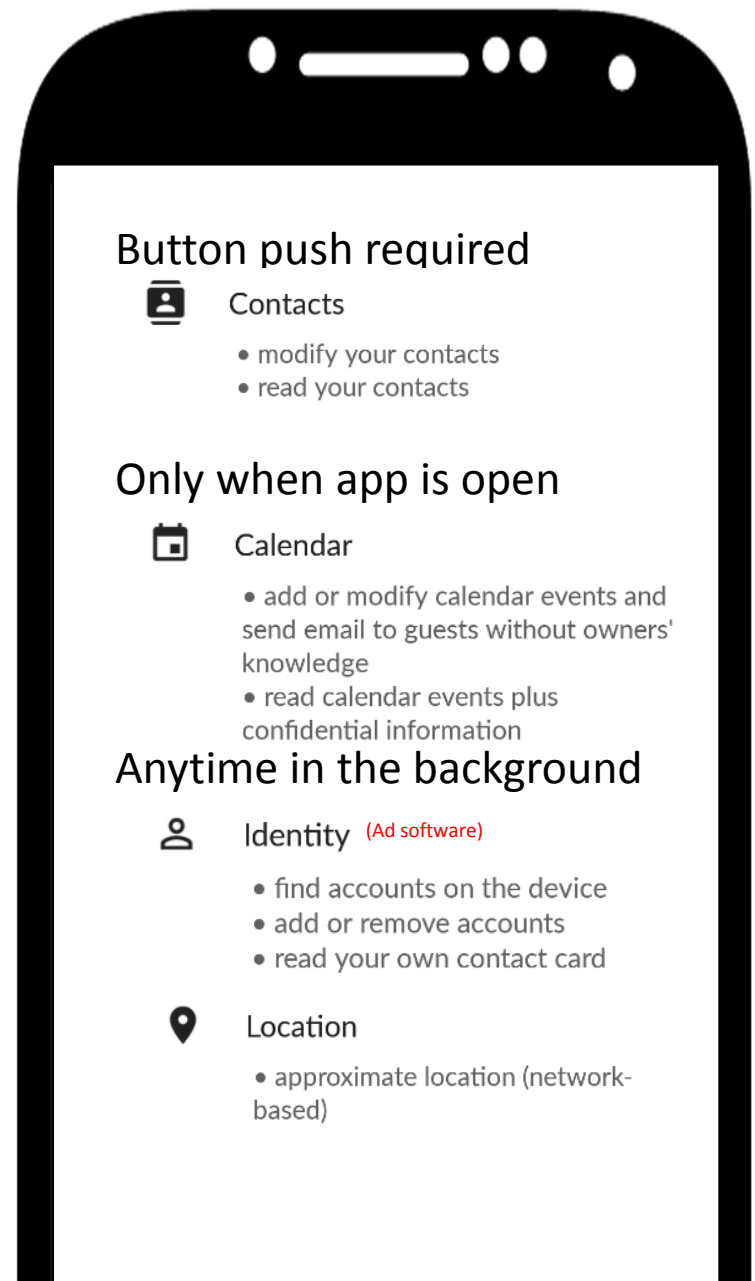 Button push required
Contacts
• modify your contacts
• read your contacts
Only when app is open
Calendar
• add or modify calendar events and
send email to guests without owners'
knowledge
• read calendar events plus
confidential information
Anytime in the background
Identity (Ad software)
• find accounts on the device
• add or remove accounts
• read your own contact card
Location
• approximate location (network-
based)